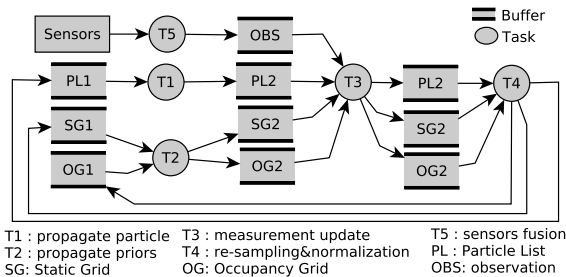 Buffer
Task
Sensors
T5
OBS
PL1
T1
PL2
T3
PL2
T4
SG1
SG2
SG2
T2
OG1
OG2
OG2
T1 : propagate particle
T3 : measurement update
T5 : sensors fusion
T2 : propagate priors
T4 : re-sampling&normalization
PL : Particle List
SG: Static Grid
OG: Occupancy Grid
OBS: observation